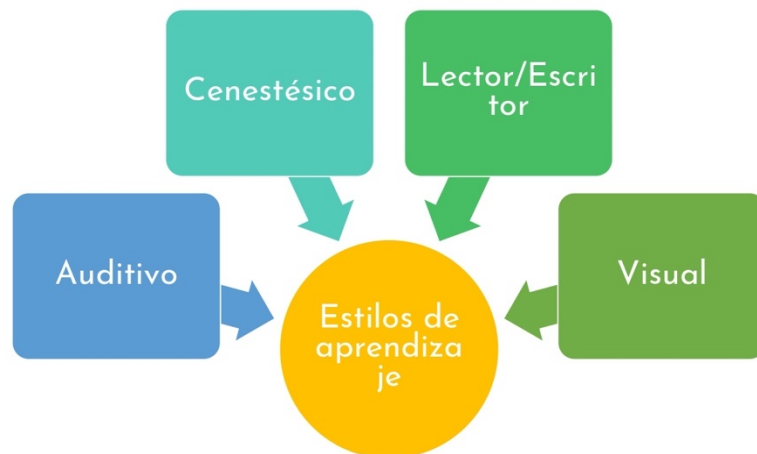 Cenestésico
Lector/Escri
tor
Auditivo
Visual
Estilos de
aprendiza
je